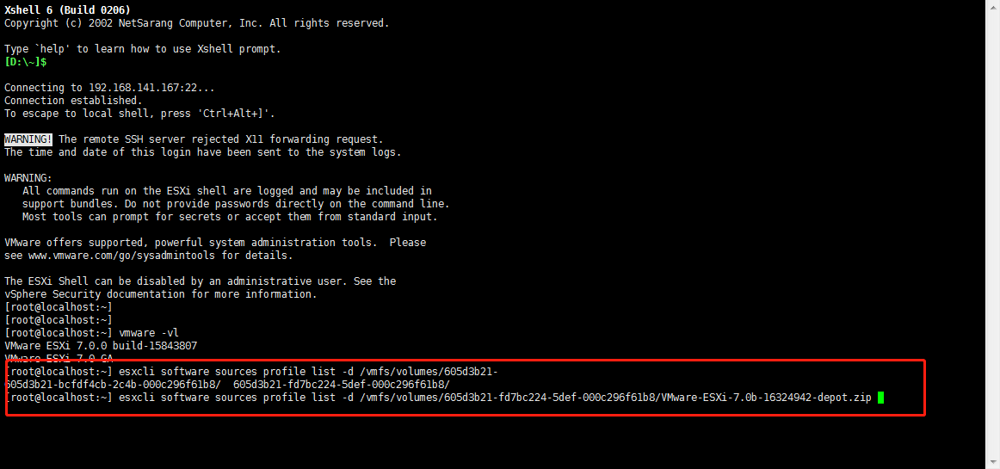 Xshell 6 (Build 0206)
Copyright (c) 2002 NetSarang Computer, Inc. All rights reserved.
Type `help' to learn how to use Xshell prompt.
[D:\~]$
Connecting to 192.168.141.167:22...
Connection established.
To escape to local shell, press 'Ctrl+Alt+]'.
WARNING! The remote SSH server rejected X11 forwarding request.
The time and date of this login have been sent to the system logs.
WARNING:
   All commands run on the ESXi shell are logged and may be included in
   support bundles. Do not provide passwords directly on the command line.
   Most tools can prompt for secrets or accept them from standard input.
VMware offers supported, powerful system administration tools.  Please
see www.vmware.com/go/sysadmintools for details.
The ESXi Shell can be disabled by an administrative user. See the
vSphere Security documentation for more information.
[root@localhost:~]
[root@localhost:~]
[root@localhost:~] vmware -vl
VMware ESXi 7.0.0 build-15843807
VMware ESXi 7.0 GA
[root@localhost:~] esxcli software sources profile list -d /vmfs/volumes/605d3b21-
605d3b21-bcfdf4cb-2c4b-000c296f61b8/  605d3b21-fd7bc224-5def-000c296f61b8/
[root@localhost:~] esxcli software sources profile list -d /vmfs/volumes/605d3b21-fd7bc224-5def-000c296f61b8/VMware-ESXi-7.0b-16324942-depot.zip